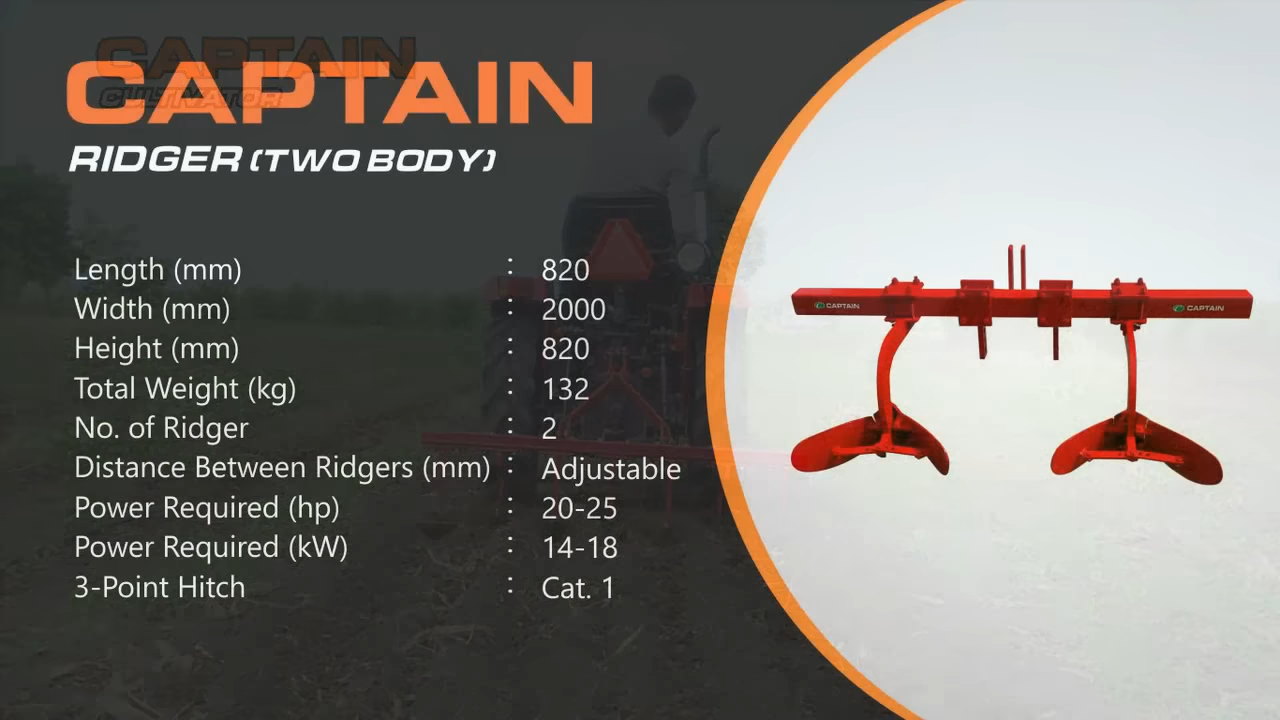 CAPTAIN
CULTIVATOR
CAPTAIN
RIDGER (TWO BODY)
Length (mm) : 820
Width (mm) : 2000
Height (mm) : 820
Total Weight (kg) : 132
No. of Ridger : 2
Distance Between Ridgers (mm) : Adjustable
Power Required (hp) : 20-25
Power Required (kW) : 14-18
3-Point Hitch : Cat. 1
CAPTAIN
CAPTAIN